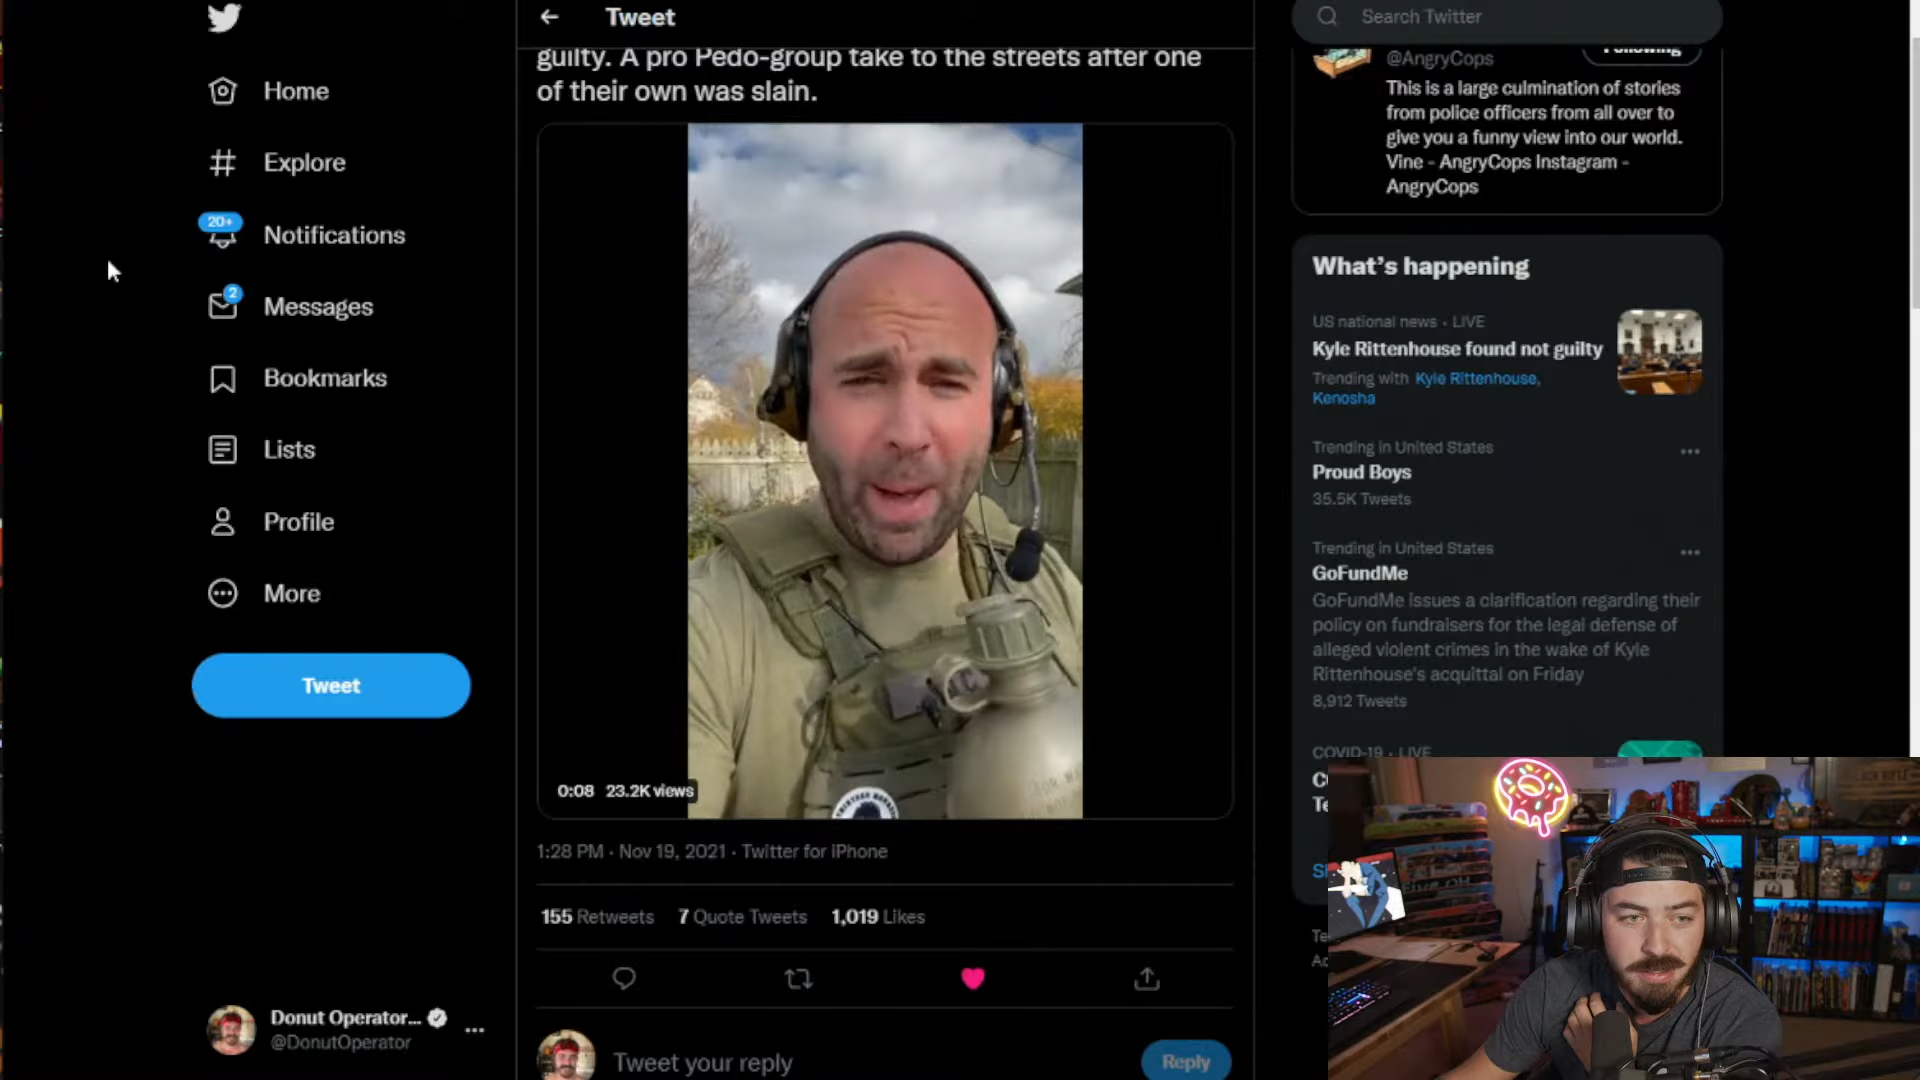 Home
Explore
20+
Notifications
2
Messages
Bookmarks
Lists
Profile
More
Tweet
Donut Operator...
@DonutOperator
Tweet
guilty. A pro Pedo-group take to the streets after one
of their own was slain.
0:08 23.2K views
1:28 PM · Nov 19, 2021 · Twitter for iPhone
155 Retweets 7 Quote Tweets 1,019 Likes
Tweet your reply
Reply
Search Twitter
@AngryCops
Following
This is a large culmination of stories
from police officers from all over to
give you a funny view into our world.
Vine - AngryCops Instagram -
AngryCops
What's happening
US national news · LIVE
Kyle Rittenhouse found not guilty
Trending with Kyle Rittenhouse,
Kenosha
Trending in United States
Proud Boys
35.5K Tweets
Trending in United States
GoFundMe
GoFundMe issues a clarification regarding their
policy on fundraisers for the legal defense of
alleged violent crimes in the wake of Kyle
Rittenhouse's acquittal on Friday
8,912 Tweets
COVID-19 · LIVE